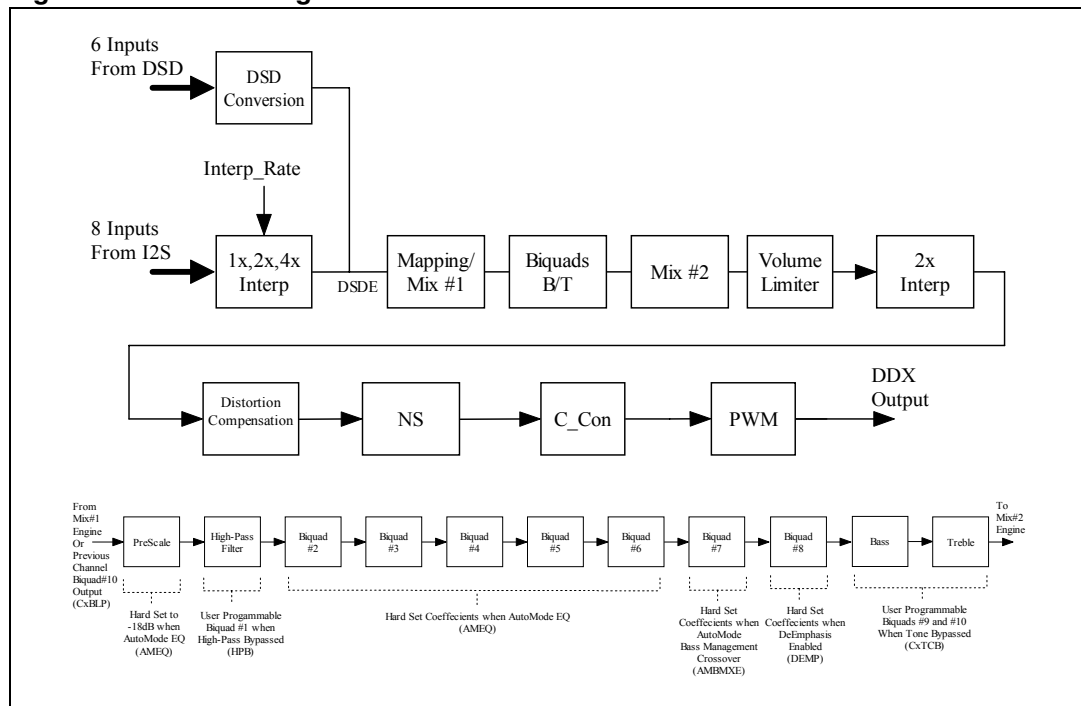 6 Inputs
From DSD
DSD
Conversion
Interp_Rate
8 Inputs
From I2S
1x,2x,4x
Interp
DSDE
Mapping/
Mix #1
Biquads
B/T
Mix #2
Volume
Limiter
2x
Interp
Distortion
Compensation
NS
C_Con
PWM
DDX
Output
From
Mix#1
Engine
Or
Previous
Channel
Biquad#10
Output
(CxBLP)
PreScale
High-Pass
Filter
Biquad
#2
Biquad
#3
Biquad
#4
Biquad
#5
Biquad
#6
Biquad
#7
Biquad
#8
Bass
Treble
To
Mix#2
Engine
Hard Set to
-18dB when
AutoMode EQ
(AMEQ)
User Progammable
Biquad #1 when
High-Pass Bypassed
(HPB)
Hard Set Coeffecients when AutoMode EQ
(AMEQ)
Hard Set
Coeffecients when
AutoMode
Bass Management
Crossover
(AMBMXE)
Hard Set
Coeffecients when
DeEmphasis
Enabled
(DEMP)
User Programmable
Biquads #9 and #10
When Tone Bypassed
(CxTCB)